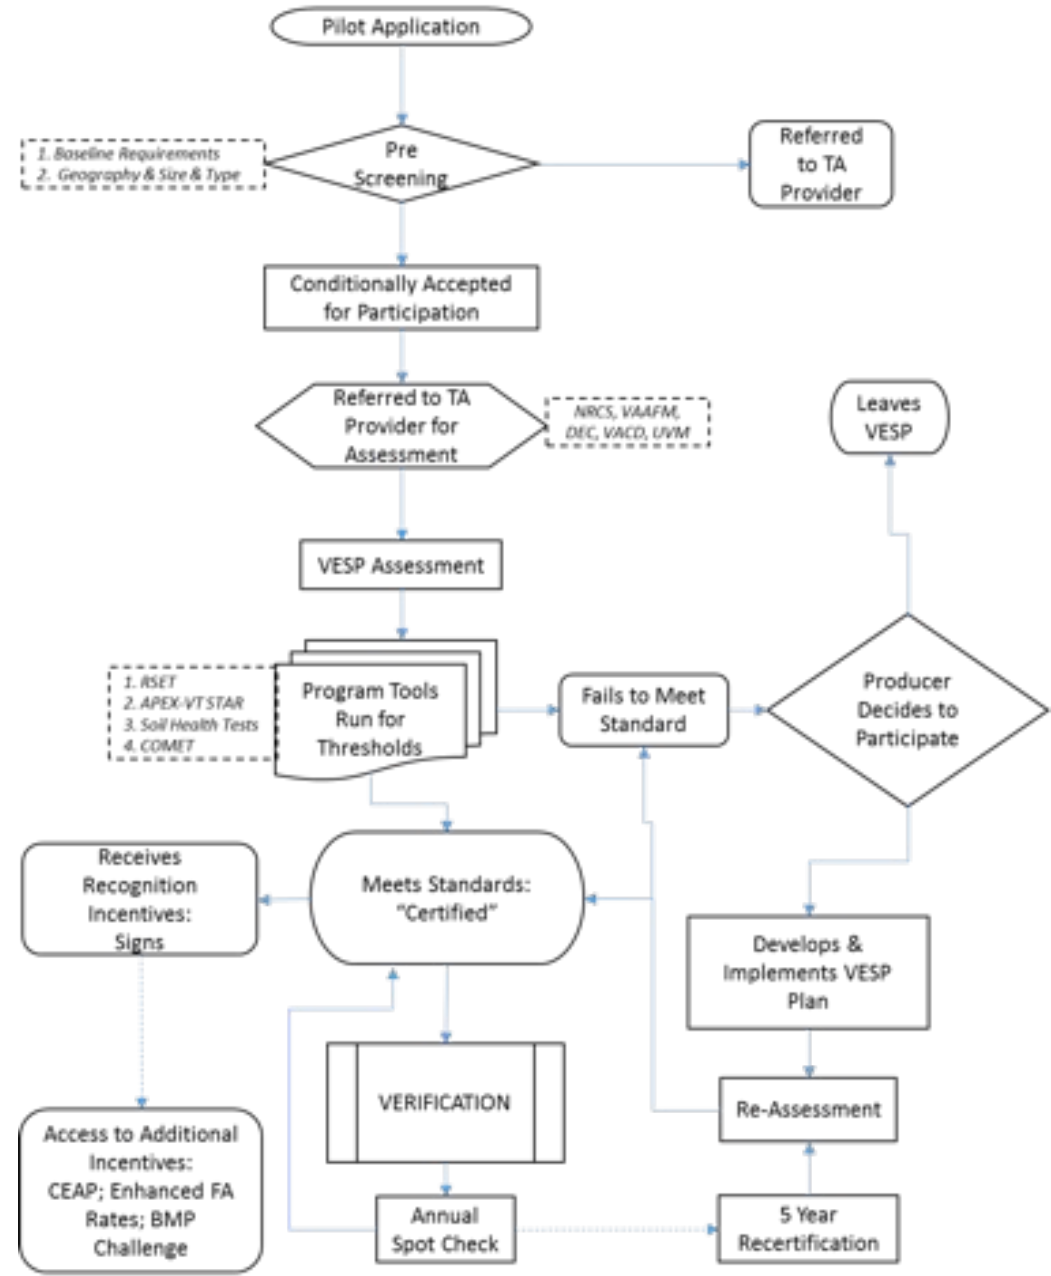 Pilot Application
1. Baseline Requirements
2. Geography & Size & Type
Pre
Screening
Referred
to TA
Provider
Conditionally Accepted
for Participation
Referred to TA
Provider for
Assessment
NRCS, VAAFM,
DEC, VACD, UVM
Leaves
VESP
VESP Assessment
1. RSET
2. APEX-VT STAR
3. Soil Health Tests
4. COMET
Program Tools
Run for
Thresholds
Fails to Meet
Standard
Producer
Decides to
Participate
Receives
Recognition
Incentives:
Signs
Meets Standards:
“Certified”
Develops &
Implements VESP
Plan
VERIFICATION
Re-Assessment
Access to Additional
Incentives:
CEAP; Enhanced FA
Rates; BMP
Challenge
Annual
Spot Check
5 Year
Recertification